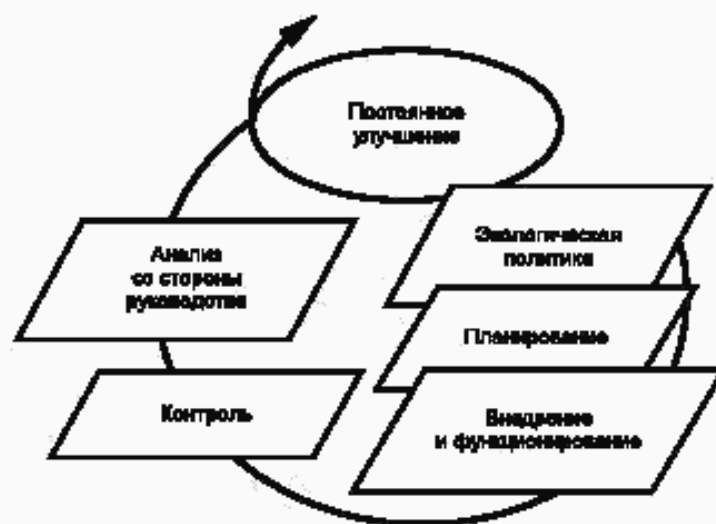 Постоянное
улучшение
Экологическая
политика
Планирование
Внедрение
и функционирование
Контроль
Анализ
со стороны
руководства